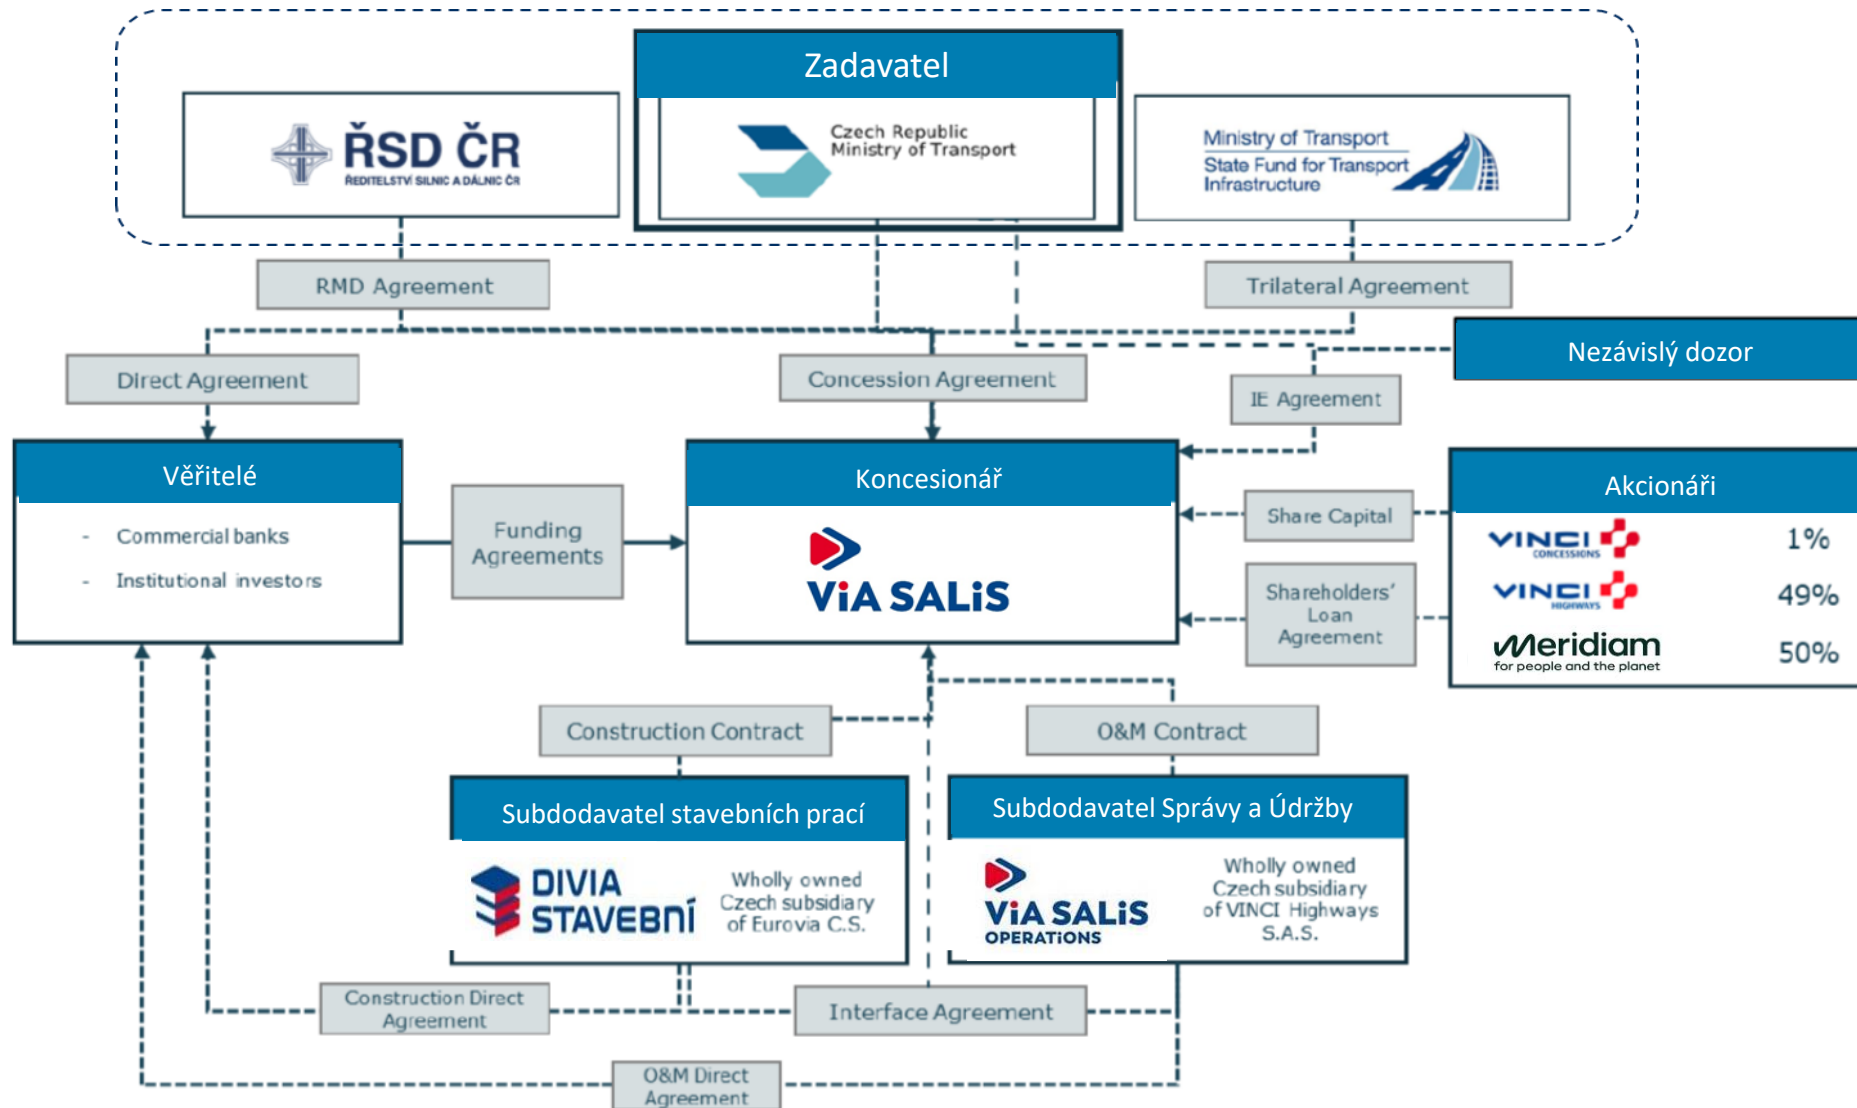 Zadavatel
ŘSD ČR
ŘEDITELSTVÍ SILNIC A DÁLNIC ČR
Czech Republic
Ministry of Transport
Ministry of Transport
State Fund for Transport
Infrastructure
RMD Agreement
Trilateral Agreement
Nezávislý dozor
Direct Agreement
Concession Agreement
IE Agreement
Věřitelé
- Commercial banks
- Institutional investors
Funding
Agreements
Koncesionář
ViA SALiS
Share Capital
Shareholders'
Loan
Agreement
Akcionáři
VINCI
CONCESSIONS
1%
VINCI
HIGHWAYS
49%
Meridiam
for people and the planet
50%
Construction Contract
O&M Contract
Subdodavatel stavebních prací
DIVIA
STAVEBNÍ
Wholly owned
Czech subsidiary
of Eurovia C.S.
Subdodavatel Správy a Údržby
ViA SALiS
OPERATiONS
Wholly owned
Czech subsidiary
of VINCI Highways
S.A.S.
Construction Direct
Agreement
Interface Agreement
O&M Direct
Agreement